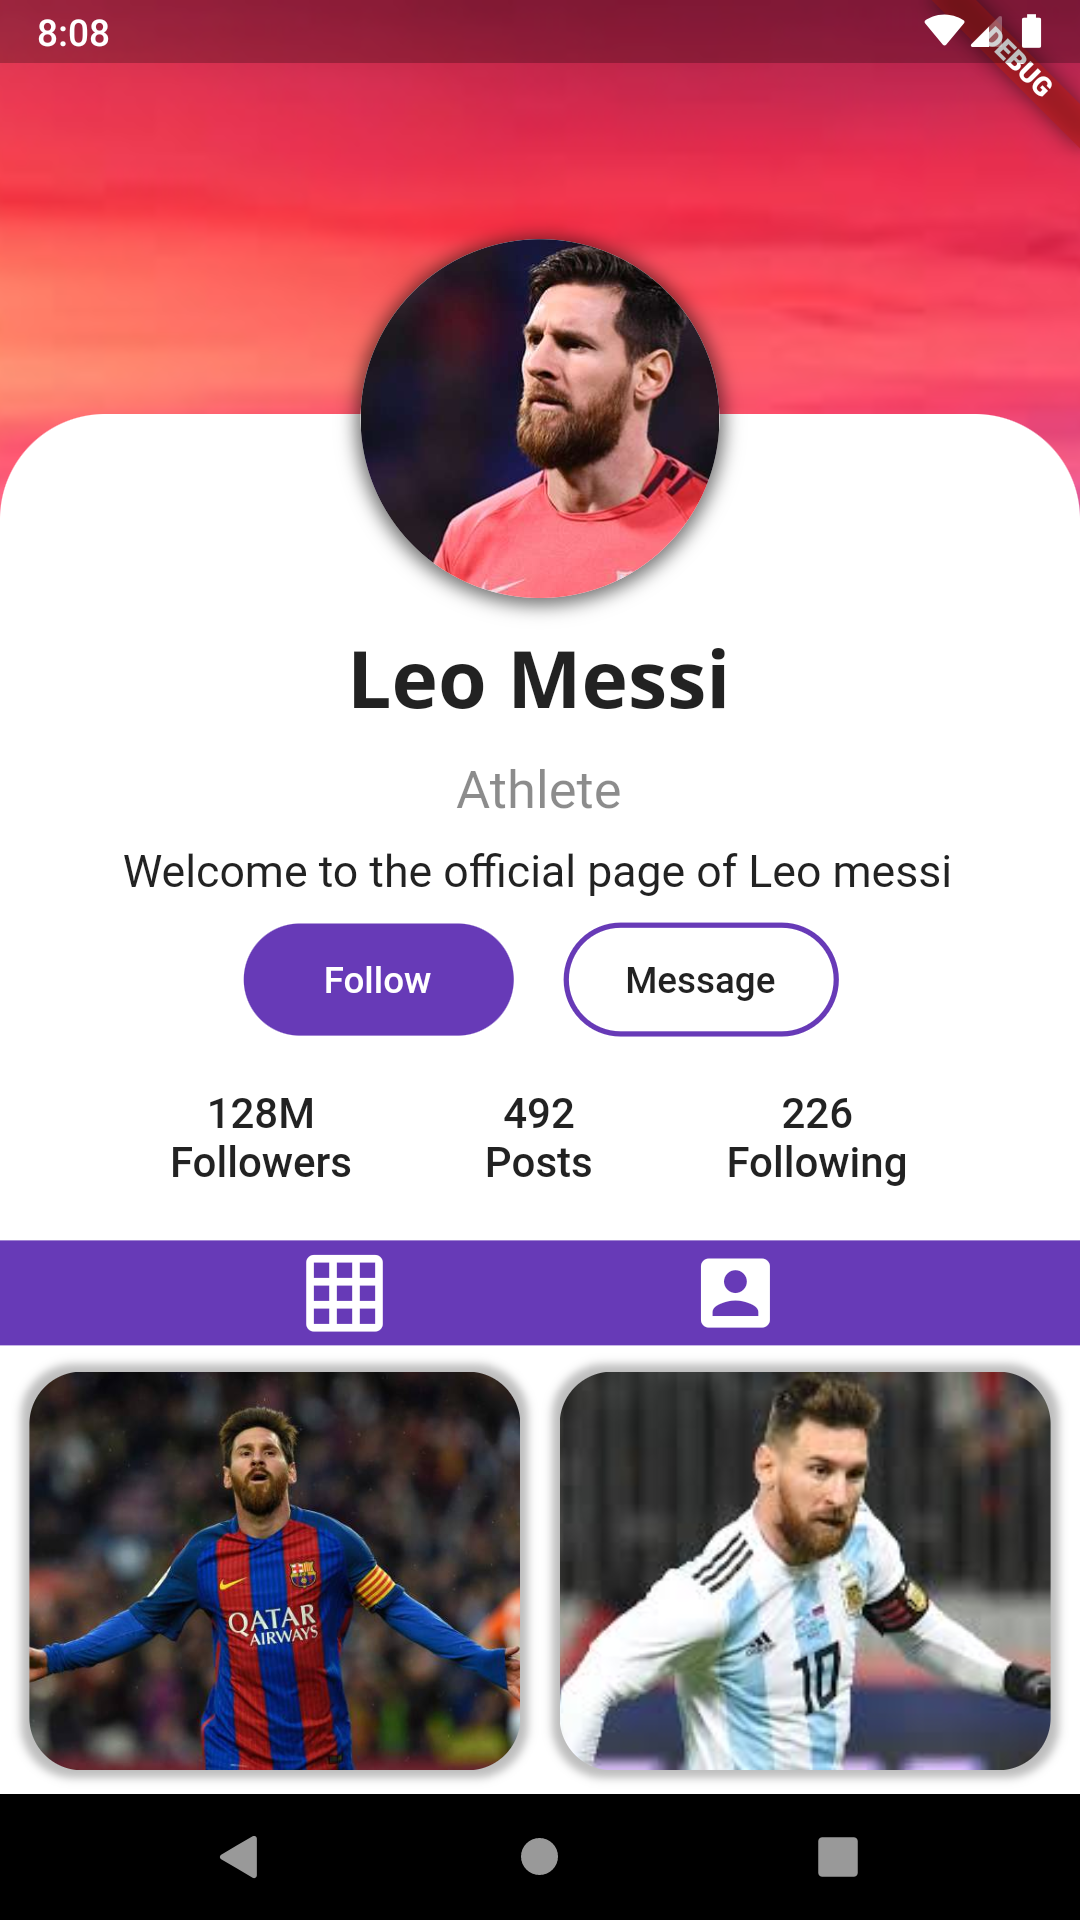 8:08
DEBUG
Leo Messi
Athlete
Welcome to the official page of Leo messi
Follow
Message
128M
Followers
492
Posts
226
Following
QATAR
AIRWAYS
10